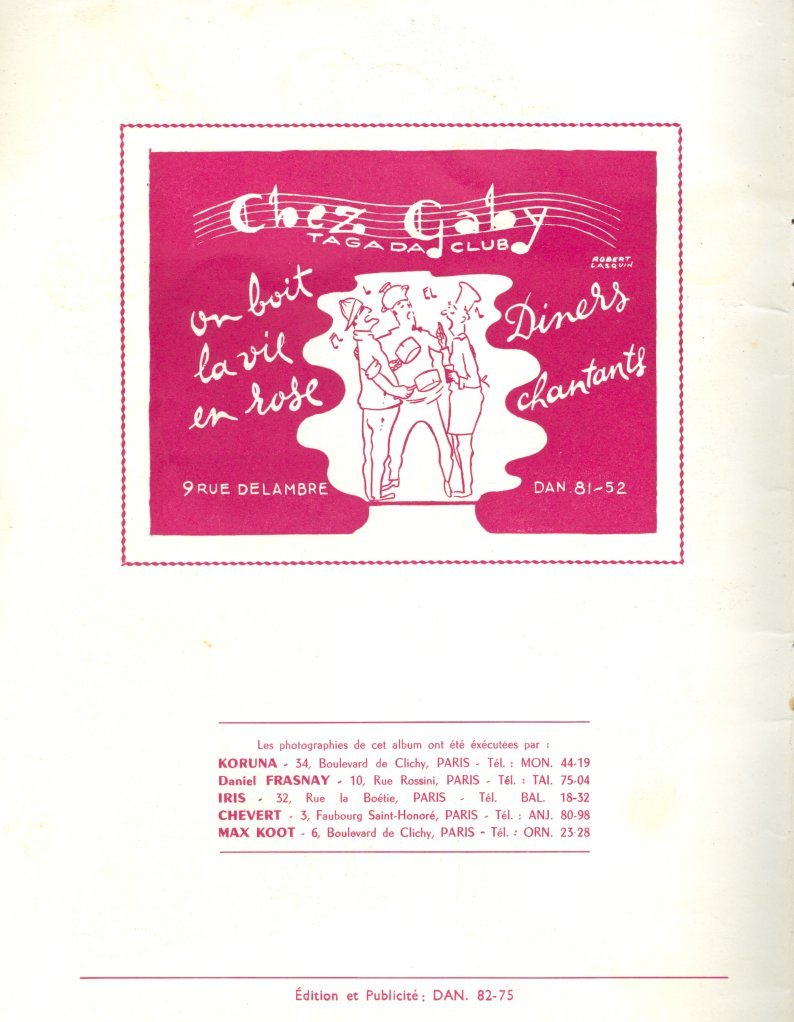 Chez Gaby
TAGADA CLUB
ROBERT
LASQUIN
on boit
la vie
en rose
Diners
chantants
9 RUE DELAMBRE
DAN. 81-52
Les photographies de cet album ont été éxécutées par :
KORUNA - 34, Boulevard de Clichy, PARIS - Tél. : MON. 44-19
Daniel FRASNAY - 10, Rue Rossini, PARIS - Tél. : TAI. 75-04
IRIS - 32, Rue la Boétie, PARIS - Tél. BAL. 18-32
CHEVERT - 3, Faubourg Saint-Honoré, PARIS - Tél. : ANJ. 80-98
MAX KOOT - 6, Boulevard de Clichy, PARIS - Tél. : ORN. 23-28
Édition et Publicité : DAN. 82-75